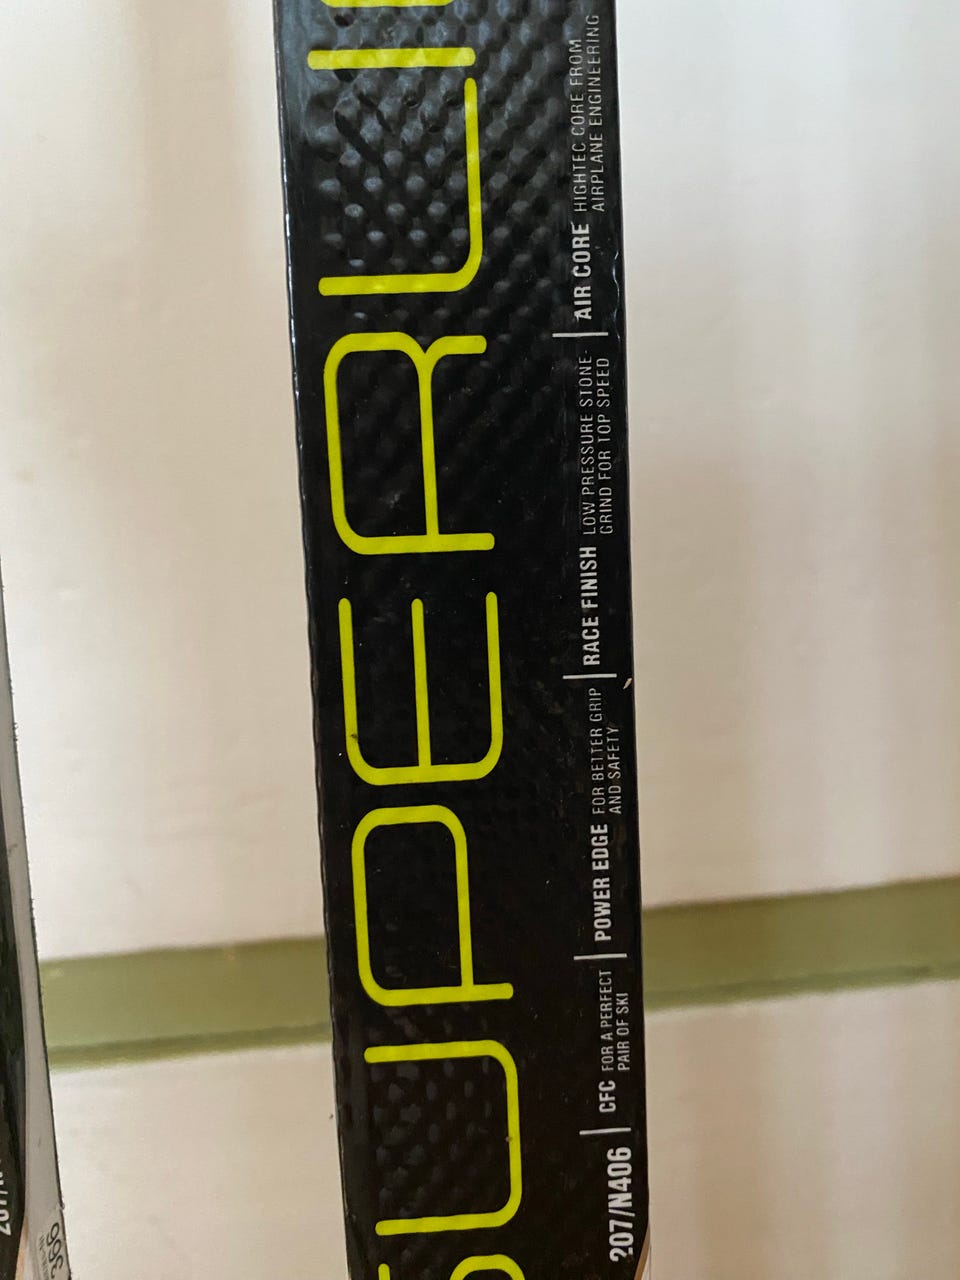 SUPERLI
207/N406 | CFC FOR A PERFECT
PAIR OF SKI
| POWER EDGE FOR BETTER GRIP
AND SAFETY
| RACE FINISH LOW PRESSURE STONE-
GRIND FOR TOP SPEED
| AIR CORE HIGHTEC CORE FROM
AIRPLANE ENGINEERING
366